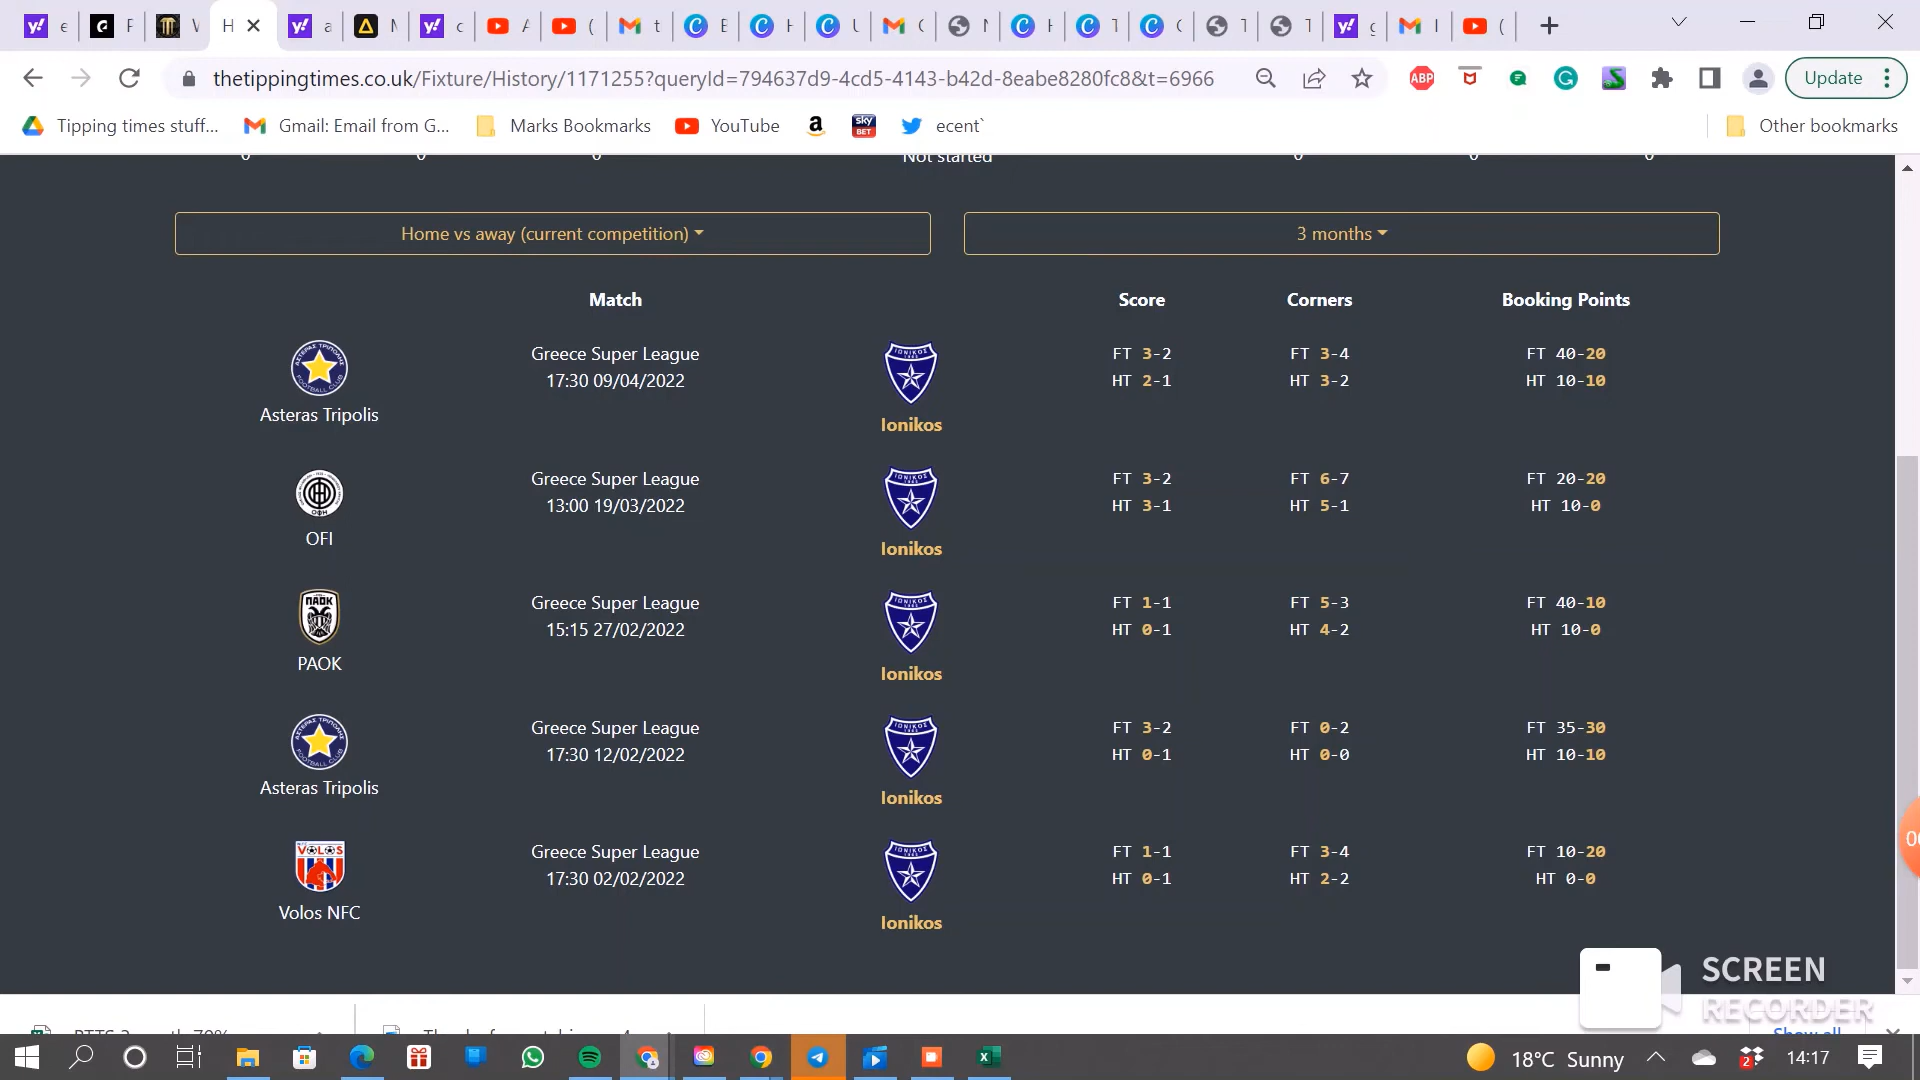 thetippingtimes.co.uk/Fixture/History/1171255?queryId=794637d9-4cd5-4143-b42d-8eabe8280fc8&t=6966
Update
Tipping times stuff...
Gmail: Email from G...
Marks Bookmarks
YouTube
ecent`
Other bookmarks
Not started
Home vs away (current competition)
3 months
Match Score Corners Booking Points
Greece Super League FT 3-2 FT 3-4 FT 40-20
17:30 09/04/2022 HT 2-1 HT 3-2 HT 10-10
Asteras Tripolis Ionikos
Greece Super League FT 3-2 FT 6-7 FT 20-20
13:00 19/03/2022 HT 3-1 HT 5-1 HT 10-0
OFI Ionikos
Greece Super League FT 1-1 FT 5-3 FT 40-10
15:15 27/02/2022 HT 0-1 HT 4-2 HT 10-0
ΠΑΟΚ
PAOK Ionikos
Greece Super League FT 3-2 FT 0-2 FT 35-30
17:30 12/02/2022 HT 0-1 HT 0-0 HT 10-10
Asteras Tripolis Ionikos
Greece Super League FT 1-1 FT 3-4 FT 10-20
17:30 02/02/2022 HT 0-1 HT 2-2 HT 0-0
VOLOS
Volos NFC Ionikos
SCREEN
RECORDER
Show all
18°C Sunny
14:17